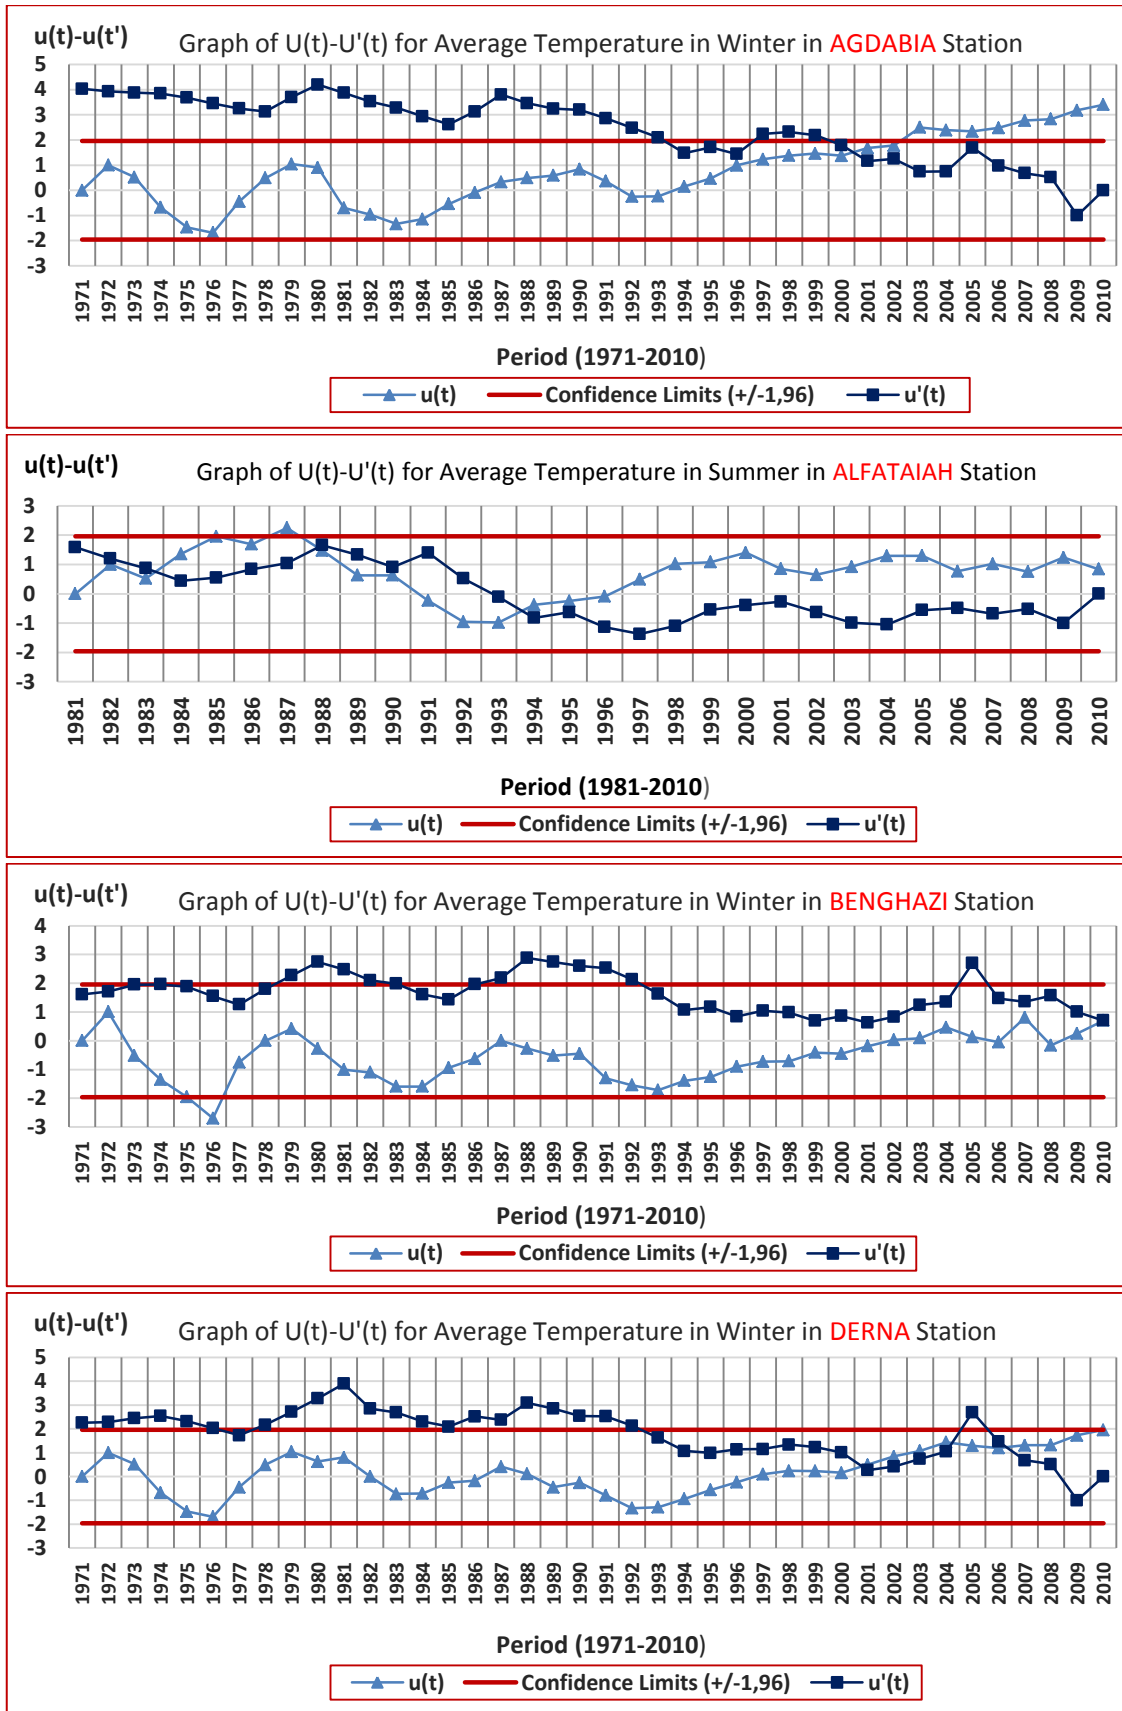 u(t)-u(t')
Graph of U(t)-U'(t) for Average Temperature in Winter in AGDABIA Station
5
4
3
2
1
0
-1
-2
-3
1971 1972 1973 1974 1975 1976 1977 1978 1979 1980 1981 1982 1983 1984 1985 1986 1987 1988 1989 1990 1991 1992 1993 1994 1995 1996 1997 1998 1999 2000 2001 2002 2003 2004 2005 2006 2007 2008 2009 2010
Period (1971-2010)
u(t) Confidence Limits (+/-1,96) u'(t)
u(t)-u(t')
Graph of U(t)-U'(t) for Average Temperature in Summer in ALFATAIAH Station
3
2
1
0
-1
-2
-3
1981 1982 1983 1984 1985 1986 1987 1988 1989 1990 1991 1992 1993 1994 1995 1996 1997 1998 1999 2000 2001 2002 2003 2004 2005 2006 2007 2008 2009 2010
Period (1981-2010)
u(t) Confidence Limits (+/-1,96) u'(t)
u(t)-u(t')
Graph of U(t)-U'(t) for Average Temperature in Winter in BENGHAZI Station
4
3
2
1
0
-1
-2
-3
1971 1972 1973 1974 1975 1976 1977 1978 1979 1980 1981 1982 1983 1984 1985 1986 1987 1988 1989 1990 1991 1992 1993 1994 1995 1996 1997 1998 1999 2000 2001 2002 2003 2004 2005 2006 2007 2008 2009 2010
Period (1971-2010)
u(t) Confidence Limits (+/-1,96) u'(t)
u(t)-u(t')
Graph of U(t)-U'(t) for Average Temperature in Winter in DERNA Station
5
4
3
2
1
0
-1
-2
-3
1971 1972 1973 1974 1975 1976 1977 1978 1979 1980 1981 1982 1983 1984 1985 1986 1987 1988 1989 1990 1991 1992 1993 1994 1995 1996 1997 1998 1999 2000 2001 2002 2003 2004 2005 2006 2007 2008 2009 2010
Period (1971-2010)
u(t) Confidence Limits (+/-1,96) u'(t)